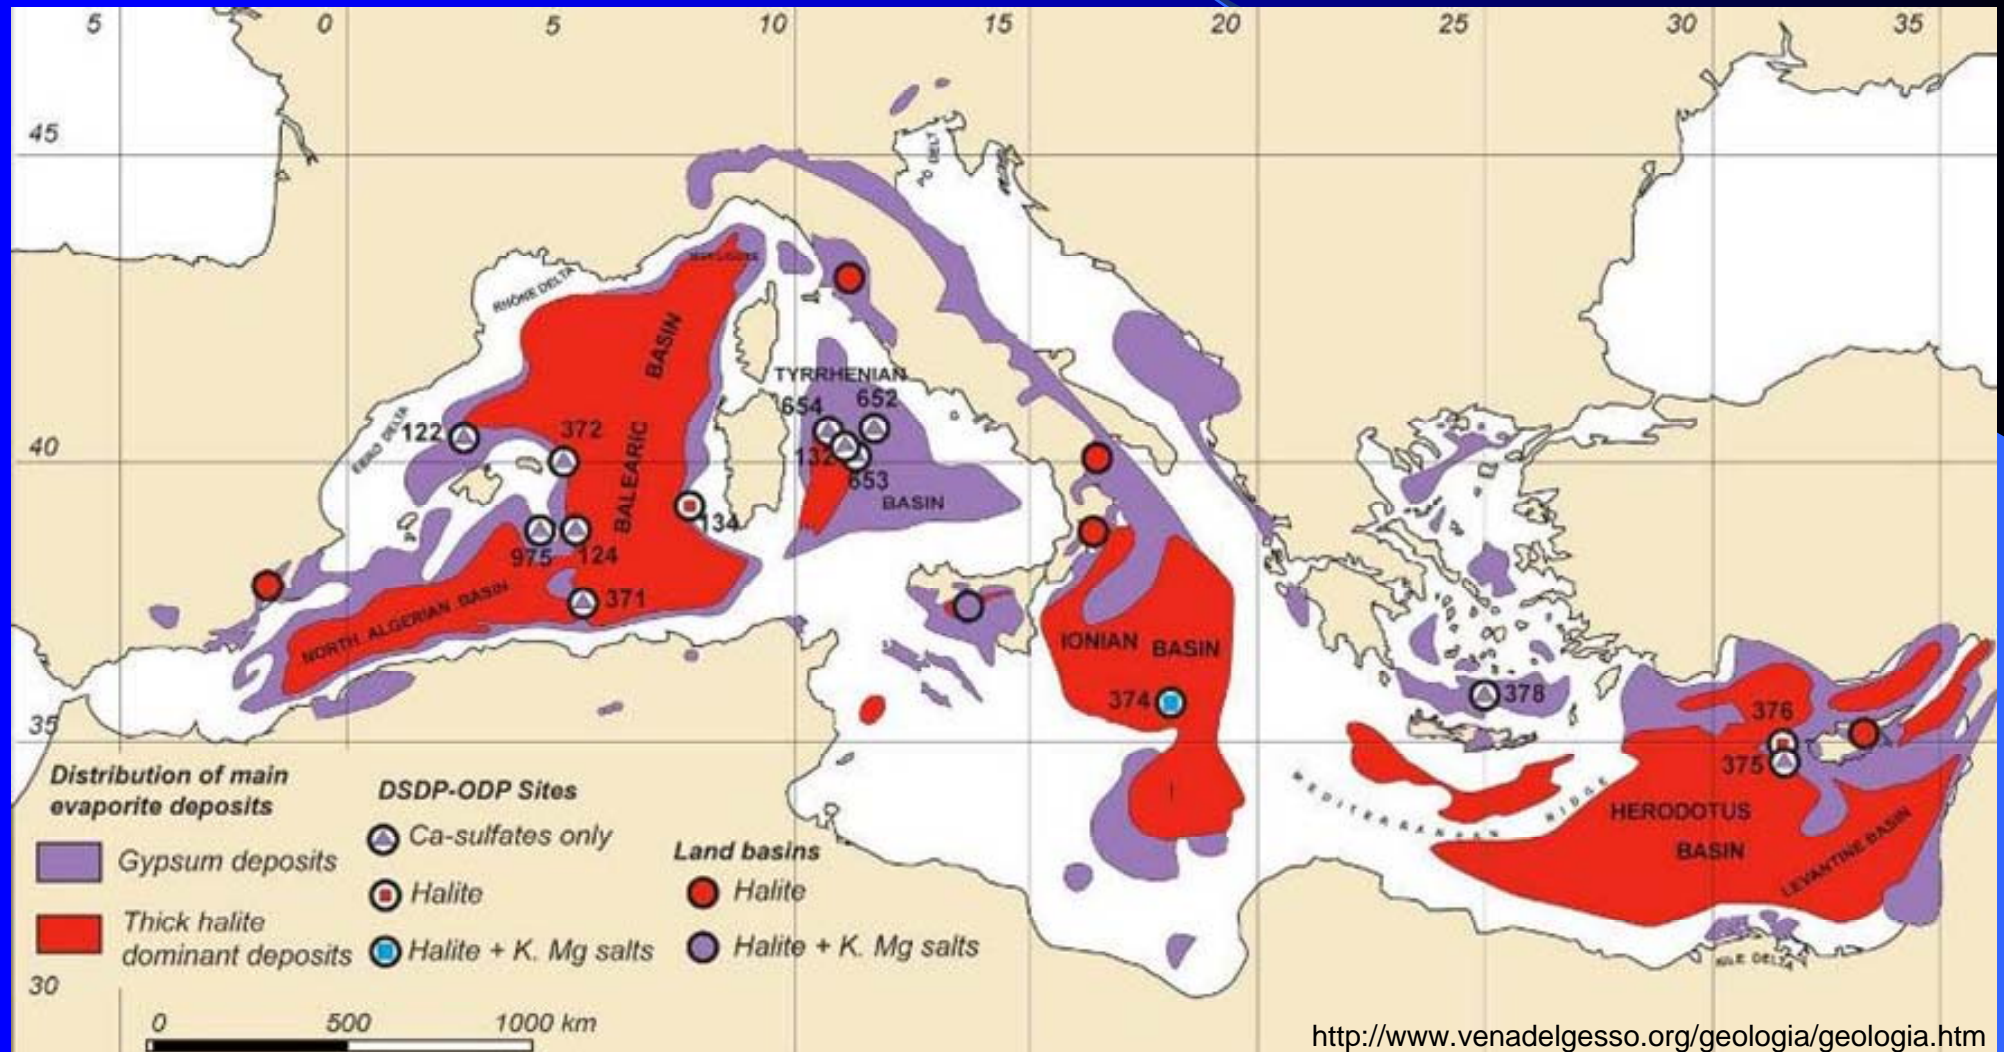 5 0 5 10 15 20 25 30 35
45
PO DELT
RHÔNE DELTA
BASIN
TYRRHENIAN
654 652
EBRO DELTA
122 372
40
BALEARIC
132
653
BASIN
134
975 124
371
NORTH ALGERIAN BASIN
IONIAN BASIN
374
378
376
35
375
MEDITERRANEAN RIDGE
HERODOTUS
BASIN
LEVANTINE BASIN
NILE DELTA
Distribution of main
evaporite deposits
Gypsum deposits
Thick halite
dominant deposits
DSDP-ODP Sites
Ca-sulfates only
Halite
Halite + K. Mg salts
Land basins
Halite
Halite + K. Mg salts
30
0 500 1000 km
http://www.venadelgesso.org/geologia/geologia.htm